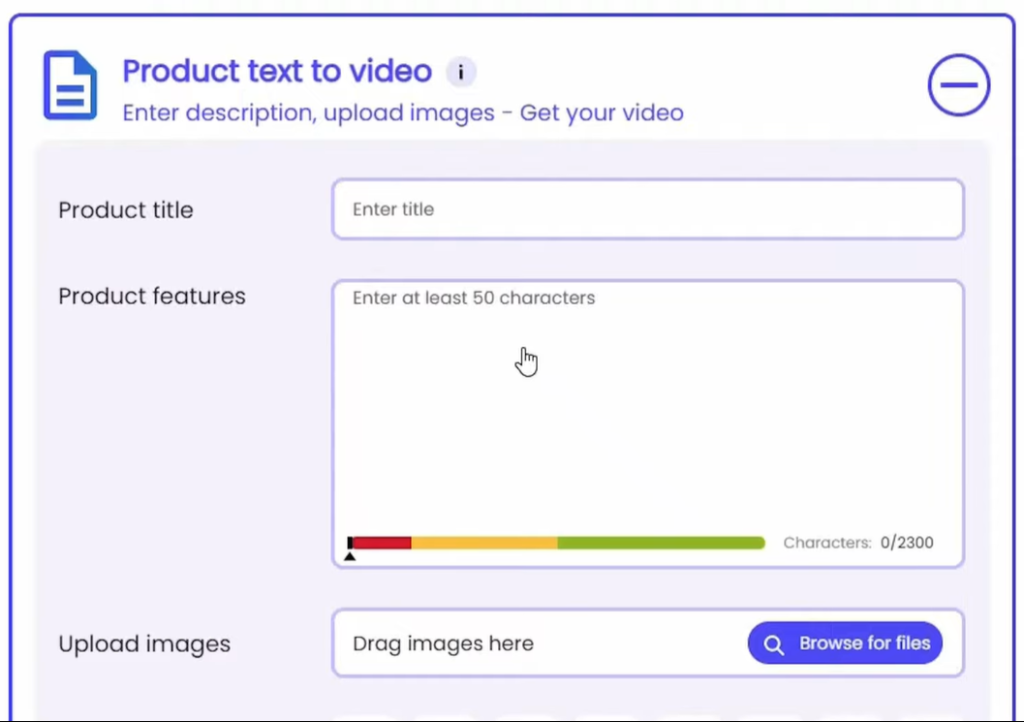 Product text to video i
Enter description, upload images - Get your video
Product title
Enter title
Product features
Enter at least 50 characters
Characters: 0/2300
Upload images
Drag images here
Browse for files